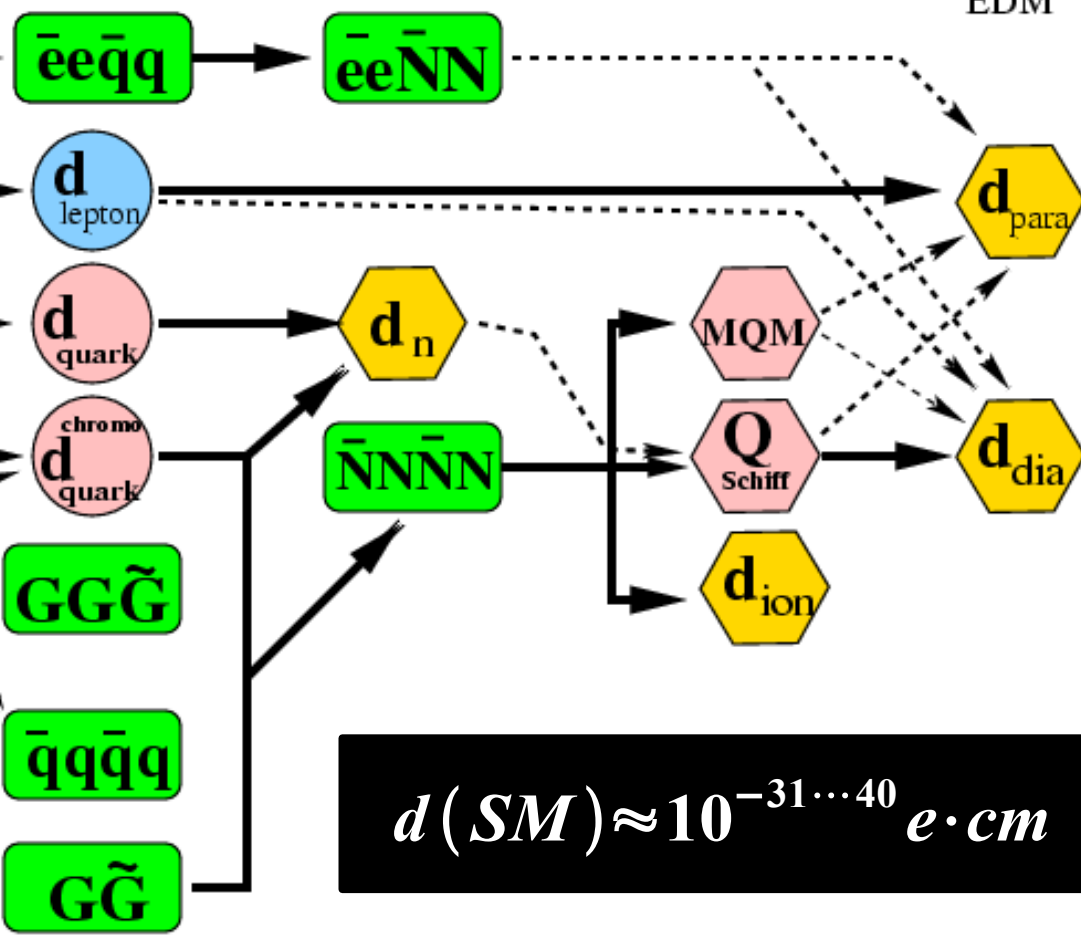 EDM
ēeq̄q
ēeN̄N
d lepton
d para
d quark
d n
MQM
chromo
d quark
N̄NN̄N
Q Schiff
d dia
GGG̃
d ion
q̄qq̄q
d(SM)≈10^−31⋯40 e·cm
GG̃